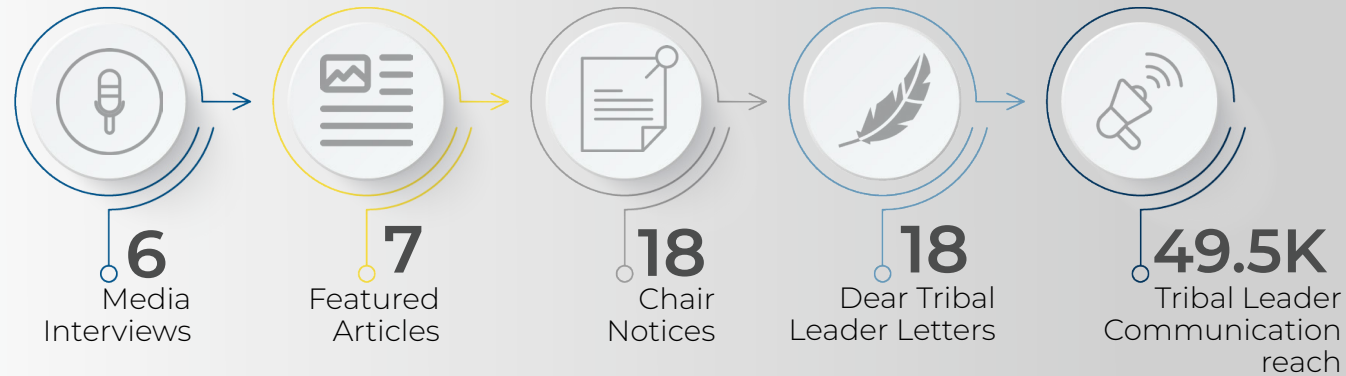 6
Media
Interviews
7
Featured
Articles
18
Chair
Notices
18
Dear Tribal
Leader Letters
49.5K
Tribal Leader
Communication
reach